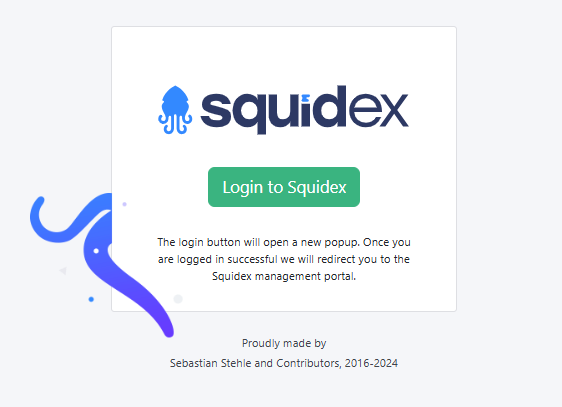 squidex
Login to Squidex
The login button will open a new popup. Once you
are logged in successful we will redirect you to the
Squidex management portal.
Proudly made by
Sebastian Stehle and Contributors, 2016-2024